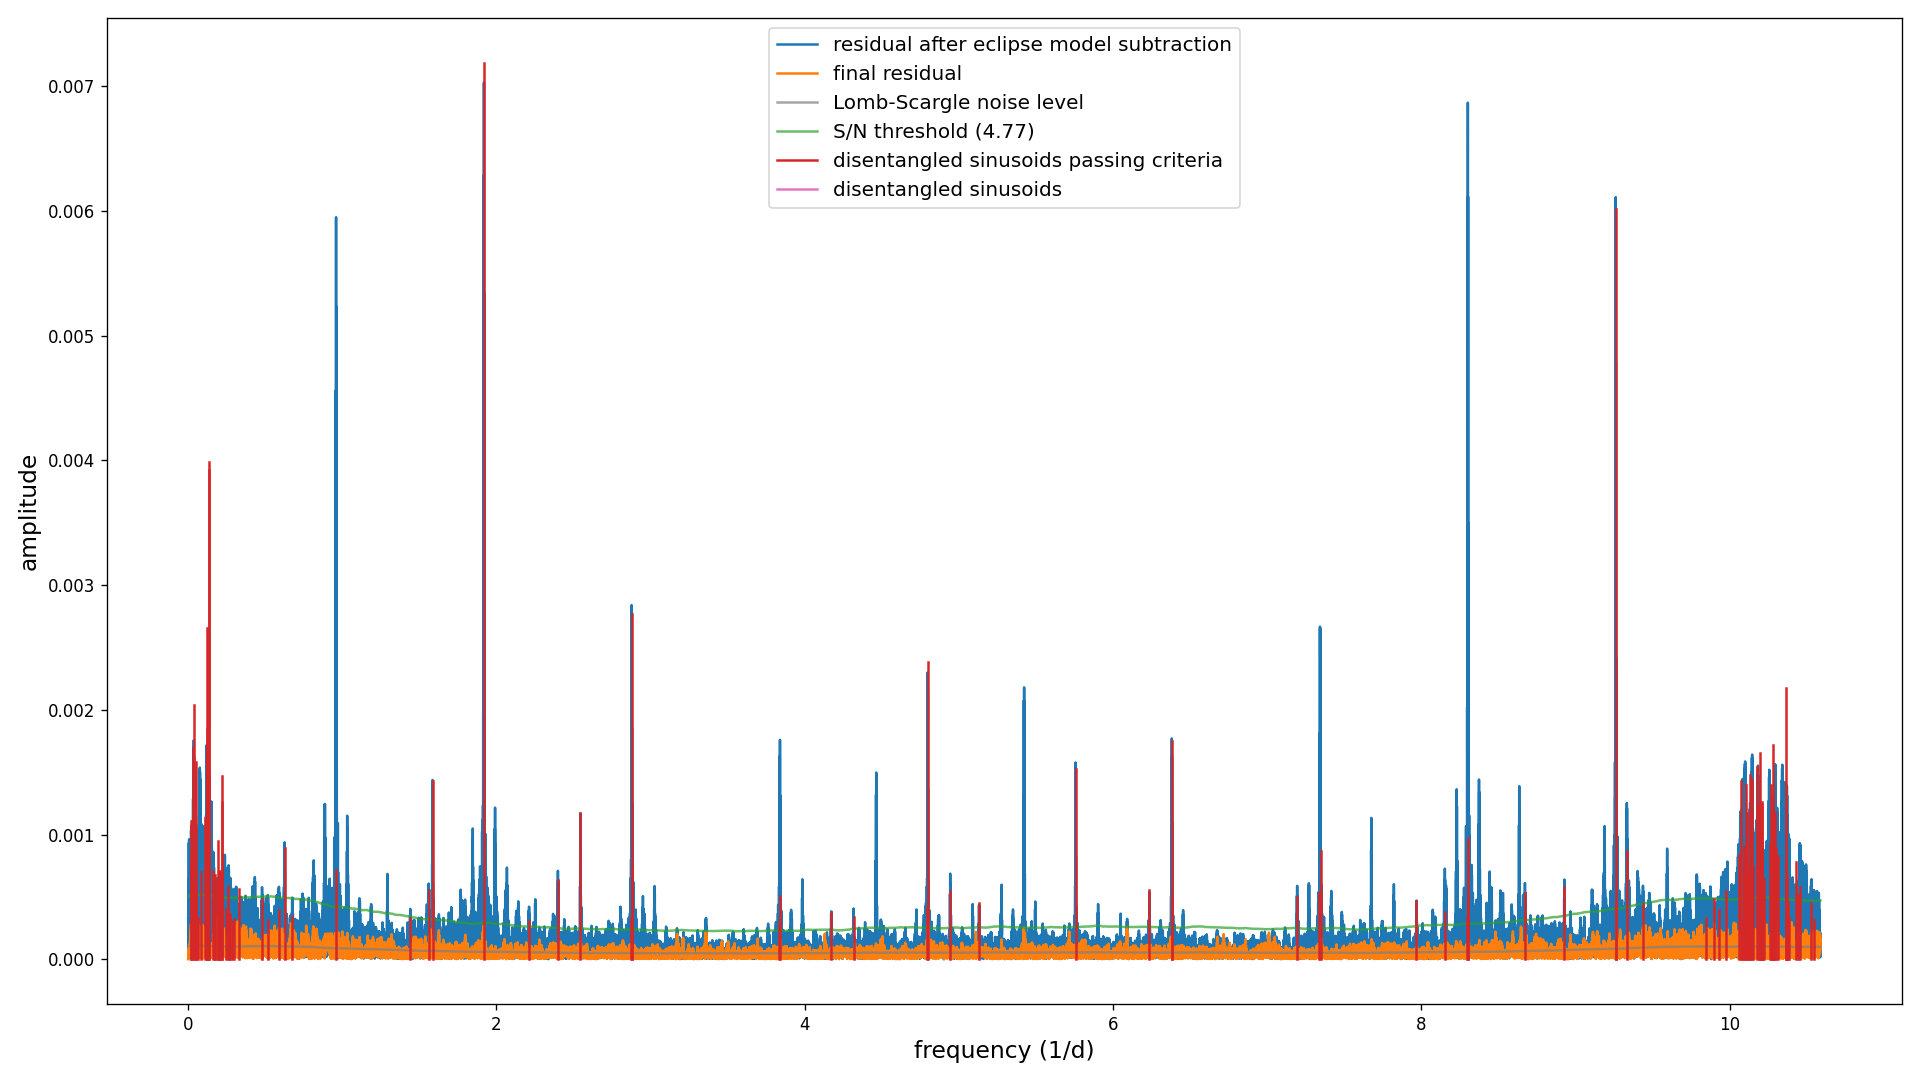 residual after eclipse model subtraction
final residual
Lomb-Scargle noise level
S/N threshold (4.77)
disentangled sinusoids passing criteria
disentangled sinusoids
amplitude
0.007
0.006
0.005
0.004
0.003
0.002
0.001
0.000
0 2 4 6 8 10
frequency (1/d)